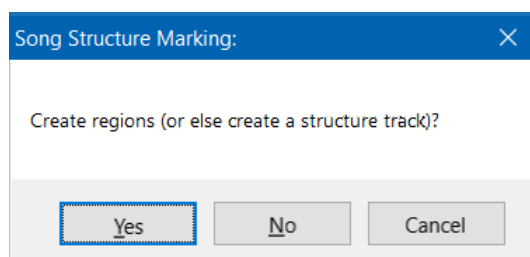 Song Structure Marking:
Create regions (or else create a structure track)?
Yes
No
Cancel